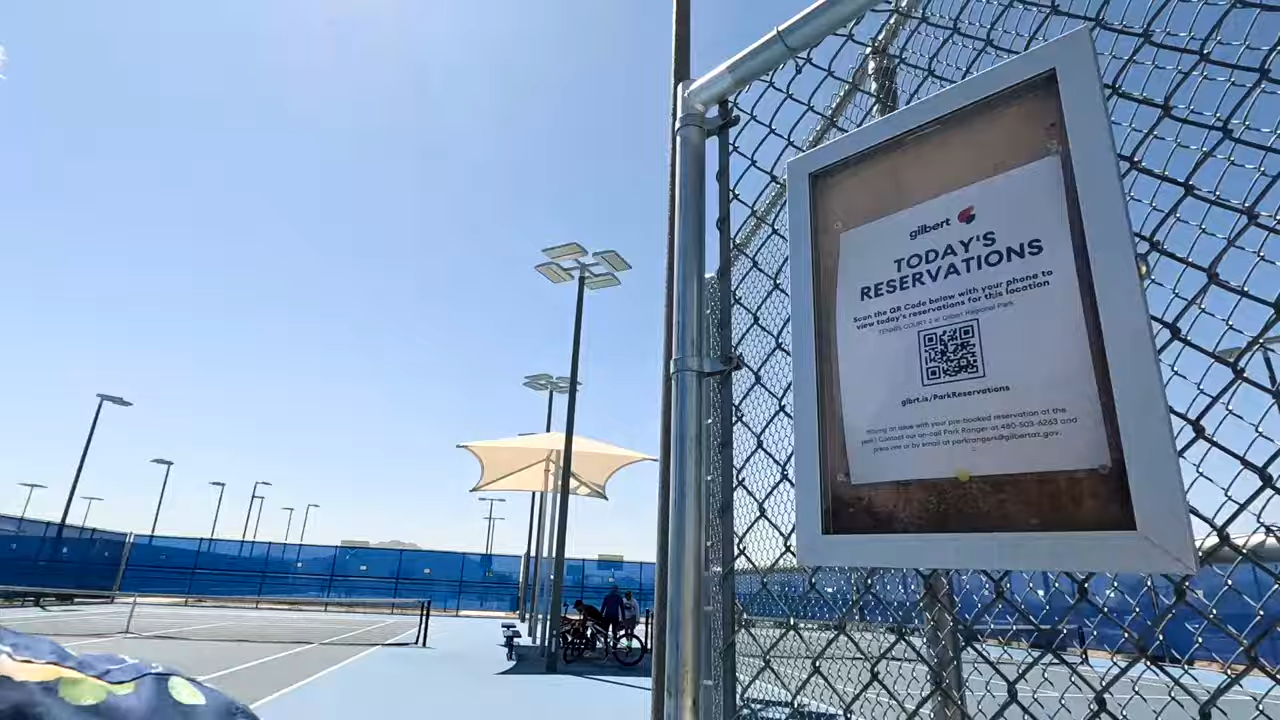 gilbert
TODAY'S
RESERVATIONS
Scan the QR Code below with your phone to
view today's reservations for this location
TENNIS COURT 2 at Gilbert Regional Park
glbrt.is/ParkReservations
Having an issue with your pre-booked reservation at the
park? Contact our on-call Park Ranger at 480-503-6263 and
press one or by email at parkrangers@gilbertaz.gov.